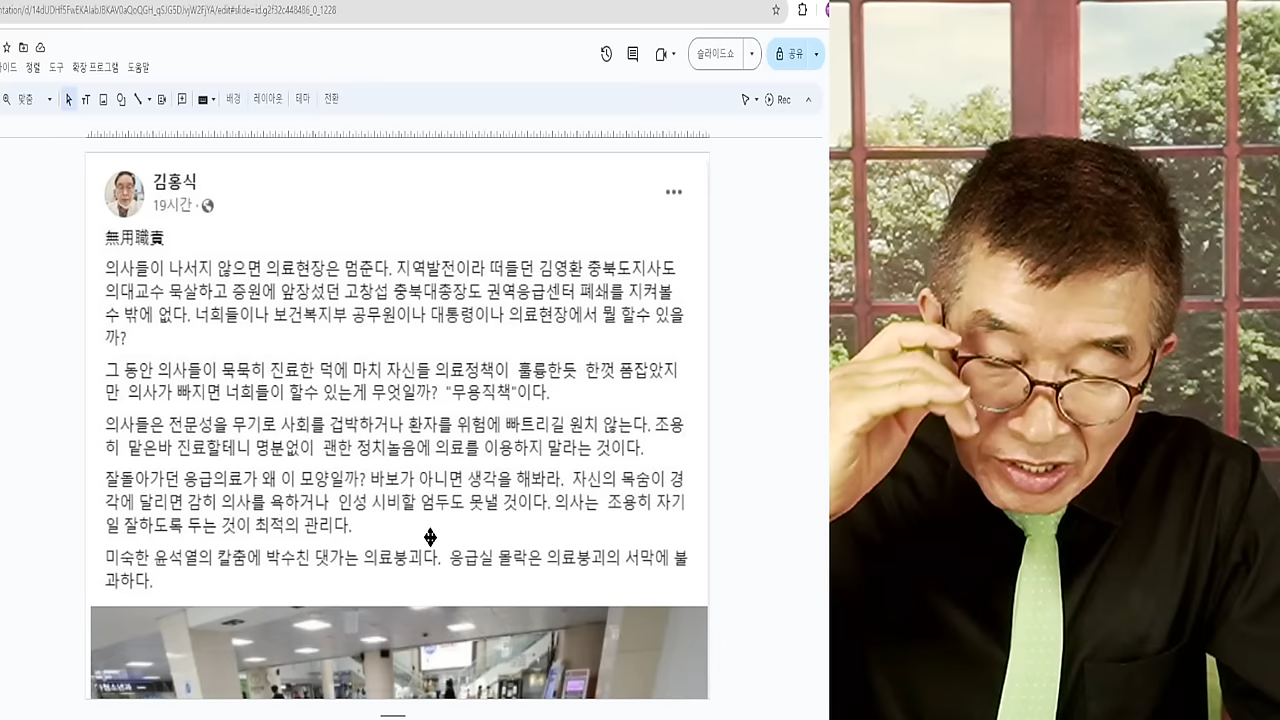 ntation/d/14dUDHf5FwEKAIabJBKAV0aQoQGH_qSJG5DJvjW2FjYA/edit#slide=id.g2f32c448486_0_1228
정렬 도구 확장 프로그램 도움말
슬라이드쇼
공유
맞춤 배경 레이아웃 테마 전환 Rec
김홍식
19시간
無用職責
의사들이 나서지 않으면 의료현장은 멈춘다. 지역발전이라 떠들던 김영환 충북도지사도
의대교수 묵살하고 증원에 앞장섰던 고창섭 충북대총장도 권역응급센터 폐쇄를 지켜볼
수 밖에 없다. 너희들이나 보건복지부 공무원이나 대통령이나 의료현장에서 뭘 할수 있을
까?
그 동안 의사들이 묵묵히 진료한 덕에 마치 자신들 의료정책이 훌륭한듯 한껏 폼잡았지
만 의사가 빠지면 너희들이 할수 있는게 무엇일까? "무용직책"이다.
의사들은 전문성을 무기로 사회를 겁박하거나 환자를 위험에 빠트리길 원치 않는다. 조용
히 맡은바 진료할테니 명분없이 괜한 정치놀음에 의료를 이용하지 말라는 것이다.
잘돌아가던 응급의료가 왜 이 모양일까? 바보가 아니면 생각을 해봐라. 자신의 목숨이 경
각에 달리면 감히 의사를 욕하거나 인성 시비할 엄두도 못낼 것이다. 의사는 조용히 자기
일 잘하도록 두는 것이 최적의 관리다.
미숙한 윤석열의 칼춤에 박수친 댓가는 의료붕괴다. 응급실 몰락은 의료붕괴의 서막에 불
과하다.